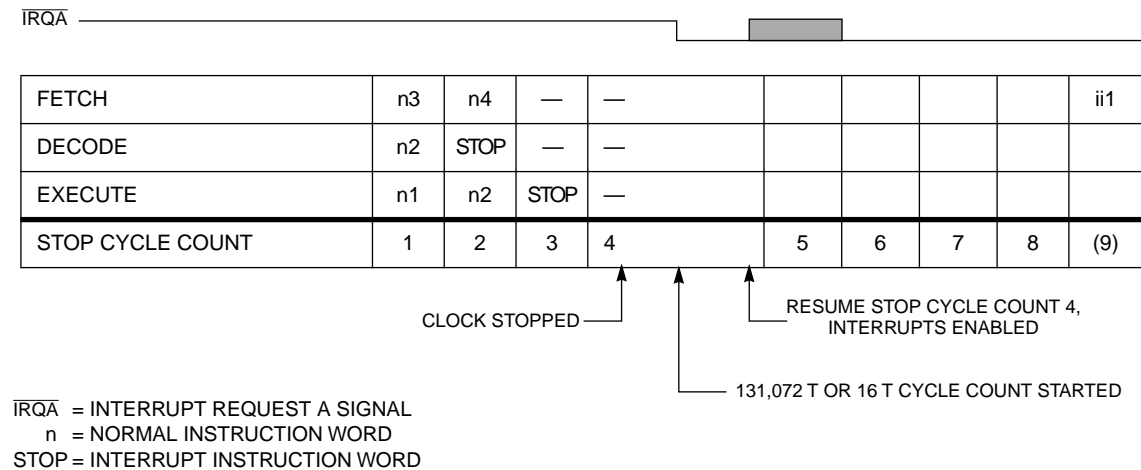 IRQA
FETCH n3 n4 — — ii1
DECODE n2 STOP — —
EXECUTE n1 n2 STOP —
STOP CYCLE COUNT 1 2 3 4 5 6 7 8 (9)
CLOCK STOPPED
RESUME STOP CYCLE COUNT 4,
INTERRUPTS ENABLED
131,072 T OR 16 T CYCLE COUNT STARTED
IRQA = INTERRUPT REQUEST A SIGNAL
n = NORMAL INSTRUCTION WORD
STOP = INTERRUPT INSTRUCTION WORD